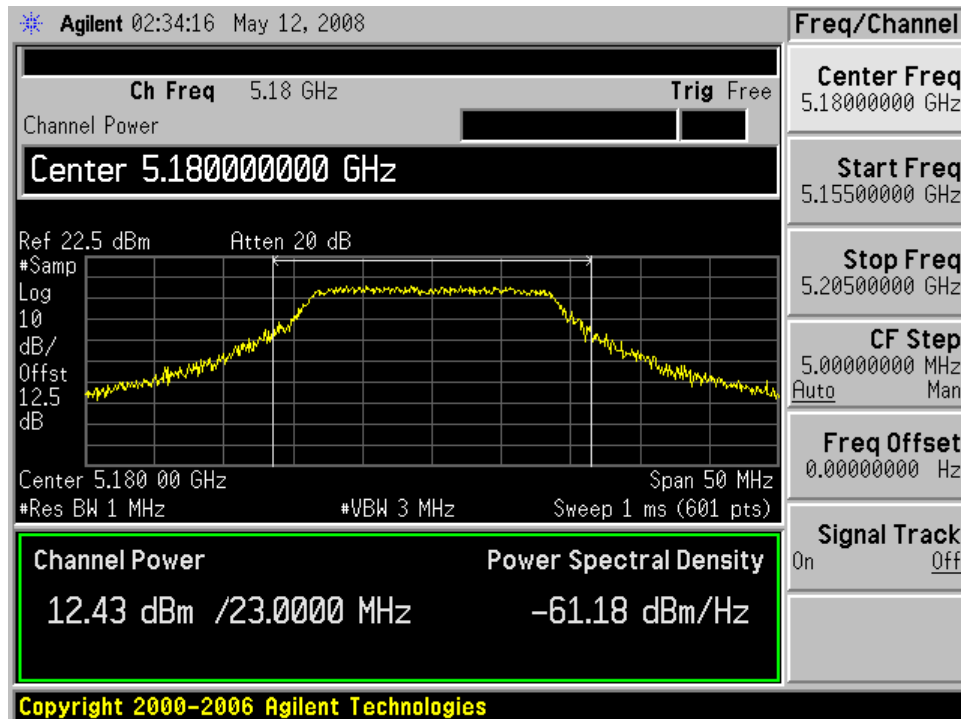 Agilent 02:34:16 May 12, 2008
Freq/Channel
Ch Freq 5.18 GHz Trig Free
Channel Power
Center 5.180000000 GHz
Ref 22.5 dBm Atten 20 dB
#Samp
Log
10
dB/
Offst
12.5
dB
Center 5.180 00 GHz Span 50 MHz
#Res BW 1 MHz #VBW 3 MHz Sweep 1 ms (601 pts)
Channel Power Power Spectral Density
12.43 dBm /23.0000 MHz -61.18 dBm/Hz
Center Freq
5.18000000 GHz
Start Freq
5.15500000 GHz
Stop Freq
5.20500000 GHz
CF Step
5.00000000 MHz
Auto Man
Freq Offset
0.00000000 Hz
Signal Track
On Off
Copyright 2000-2006 Agilent Technologies